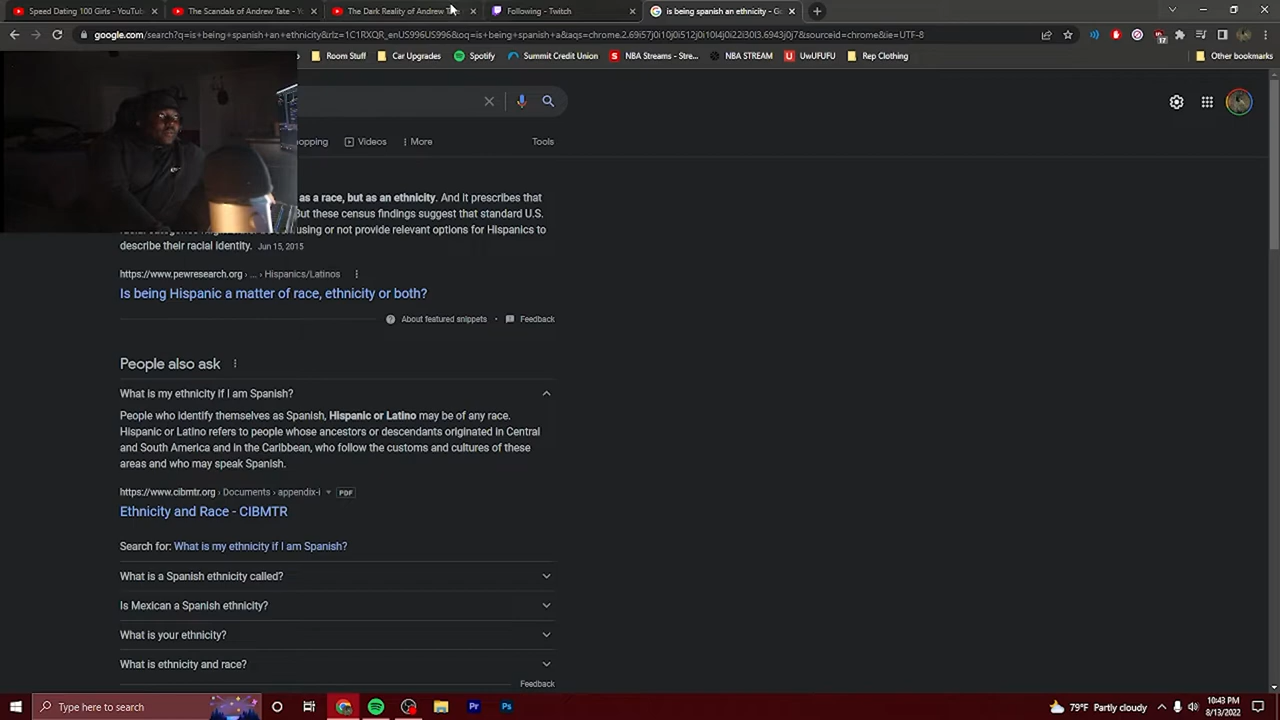 Speed Dating 100 Girls - YouTu
The Scandals of Andrew Tate - You
The Dark Reality of Andrew
Following - Twitch
is being spanish an ethnicity - G
google.com/search?q=is+being+spanish+an+ethnicity&rlz=1C1RXQR_enUS996US996&oq=is+being+spanish+a&aqs=chrome.2.69i57j0i10j0i512j0i10l4j0i22i30l3.6943j0j7&sourceid=chrome&ie=UTF-8
Room Stuff
Car Upgrades
Spotify
Summit Credit Union
NBA Streams - Stre...
NBA STREAM
UwUFUFU
Rep Clothing
Other bookmarks
opping
Videos
More
Tools
as a race, but as an ethnicity. And it prescribes that
But these census findings suggest that standard U.S.
using or not provide relevant options for Hispanics to
describe their racial identity. Jun 15, 2015
https://www.pewresearch.org › ... › Hispanics/Latinos
Is being Hispanic a matter of race, ethnicity or both?
About featured snippets • Feedback
People also ask
What is my ethnicity if I am Spanish?
People who identify themselves as Spanish, Hispanic or Latino may be of any race.
Hispanic or Latino refers to people whose ancestors or descendants originated in Central
and South America and in the Caribbean, who follow the customs and cultures of these
areas and who may speak Spanish.
https://www.cibmtr.org › Documents › appendix-i PDF
Ethnicity and Race - CIBMTR
Search for: What is my ethnicity if I am Spanish?
What is a Spanish ethnicity called?
Is Mexican a Spanish ethnicity?
What is your ethnicity?
What is ethnicity and race?
Feedback
Type here to search
Pr
Ps
79°F Partly cloudy
10:43 PM
8/13/2022